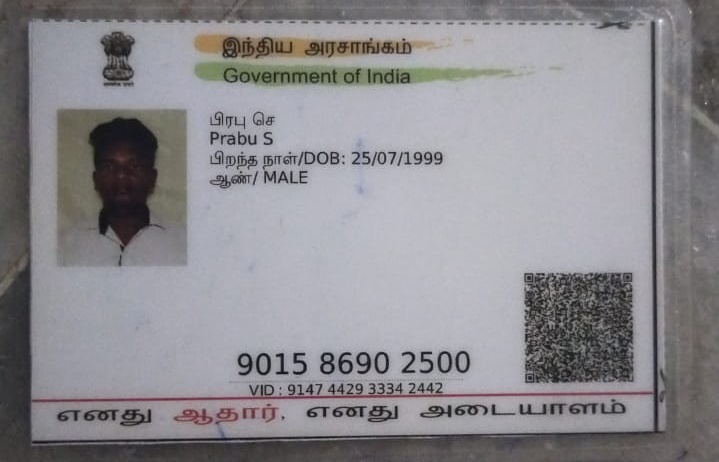 இந்திய அரசாங்கம்
Government of India
பிரபு செ
Prabu S
பிறந்த நாள்/DOB: 25/07/1999
ஆண்/ MALE
9015 8690 2500
VID : 9147 4429 3334 2442
எனது ஆதார், எனது அடையாளம்